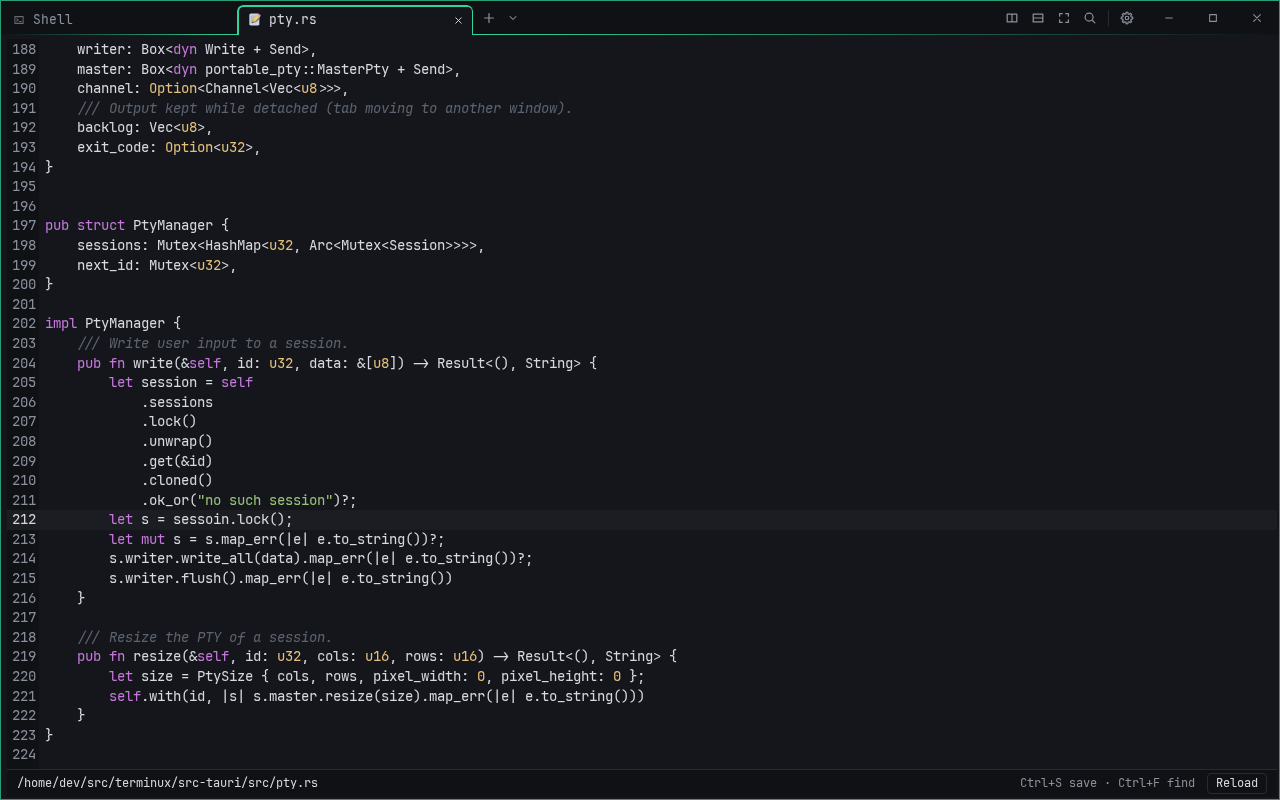 Shell
pty.rs
188     writer: Box<dyn Write + Send>,
189     master: Box<dyn portable_pty::MasterPty + Send>,
190     channel: Option<Channel<Vec<u8>>>,
191     /// Output kept while detached (tab moving to another window).
192     backlog: Vec<u8>,
193     exit_code: Option<u32>,
194 }
195
196
197 pub struct PtyManager {
198     sessions: Mutex<HashMap<u32, Arc<Mutex<Session>>>>,
199     next_id: Mutex<u32>,
200 }
201
202 impl PtyManager {
203     /// Write user input to a session.
204     pub fn write(&self, id: u32, data: &[u8]) -> Result<(), String> {
205         let session = self
206             .sessions
207             .lock()
208             .unwrap()
209             .get(&id)
210             .cloned()
211             .ok_or("no such session")?;
212         let s = sessoin.lock();
213         let mut s = s.map_err(|e| e.to_string())?;
214         s.writer.write_all(data).map_err(|e| e.to_string())?;
215         s.writer.flush().map_err(|e| e.to_string())
216     }
217
218     /// Resize the PTY of a session.
219     pub fn resize(&self, id: u32, cols: u16, rows: u16) -> Result<(), String> {
220         let size = PtySize { cols, rows, pixel_width: 0, pixel_height: 0 };
221         self.with(id, |s| s.master.resize(size).map_err(|e| e.to_string()))
222     }
223 }
224
/home/dev/src/terminux/src-tauri/src/pty.rs
Ctrl+S save · Ctrl+F find
Reload